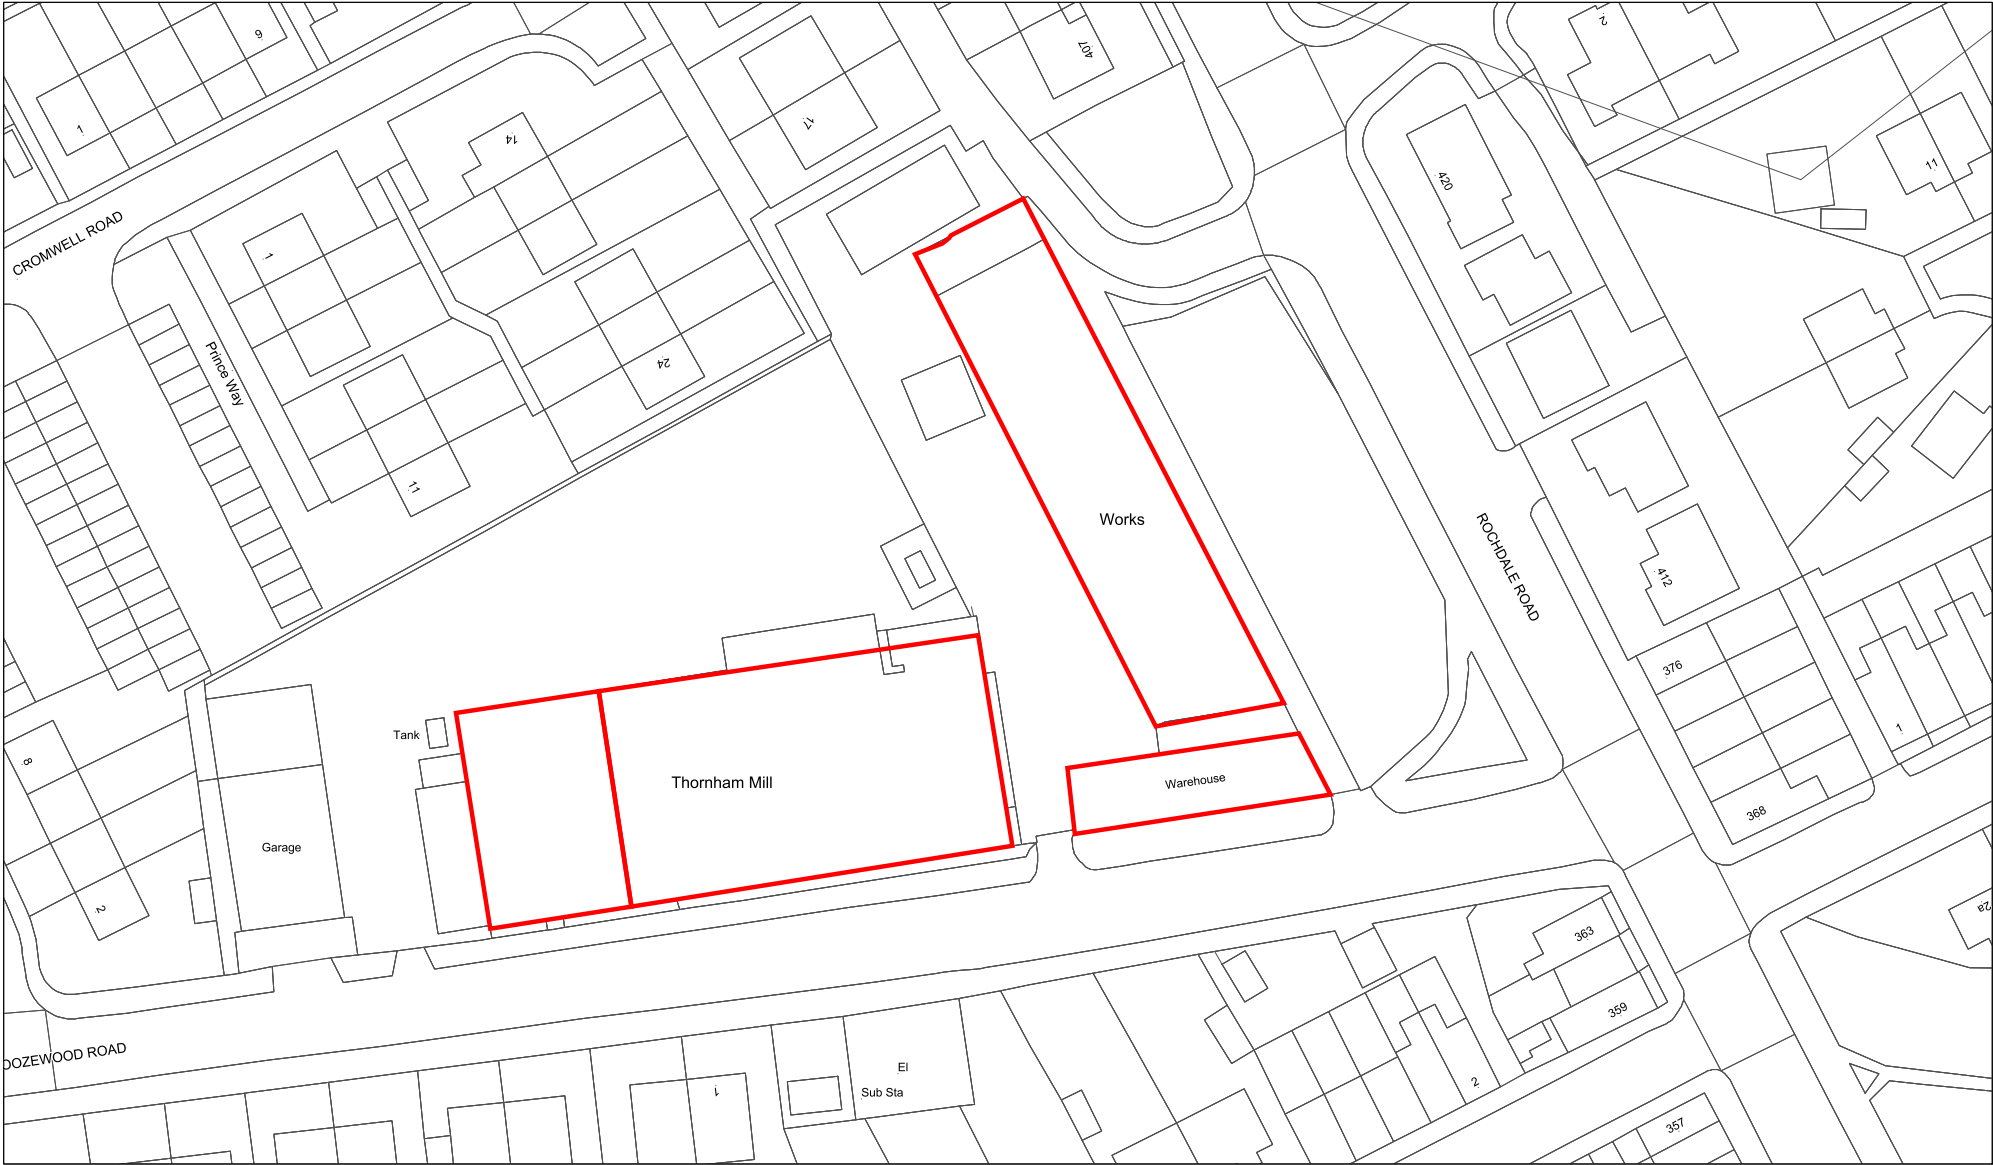 6
407
2
1
17
74
420
11
CROMWELL ROAD
1
24
Prince Way
11
Works
ROCHDALE ROAD
412
376
Tank
8
Thornham Mill
Warehouse
1
368
Garage
2
2a
363
359
OOZEWOOD ROAD
El
Sub Sta
1
2
357